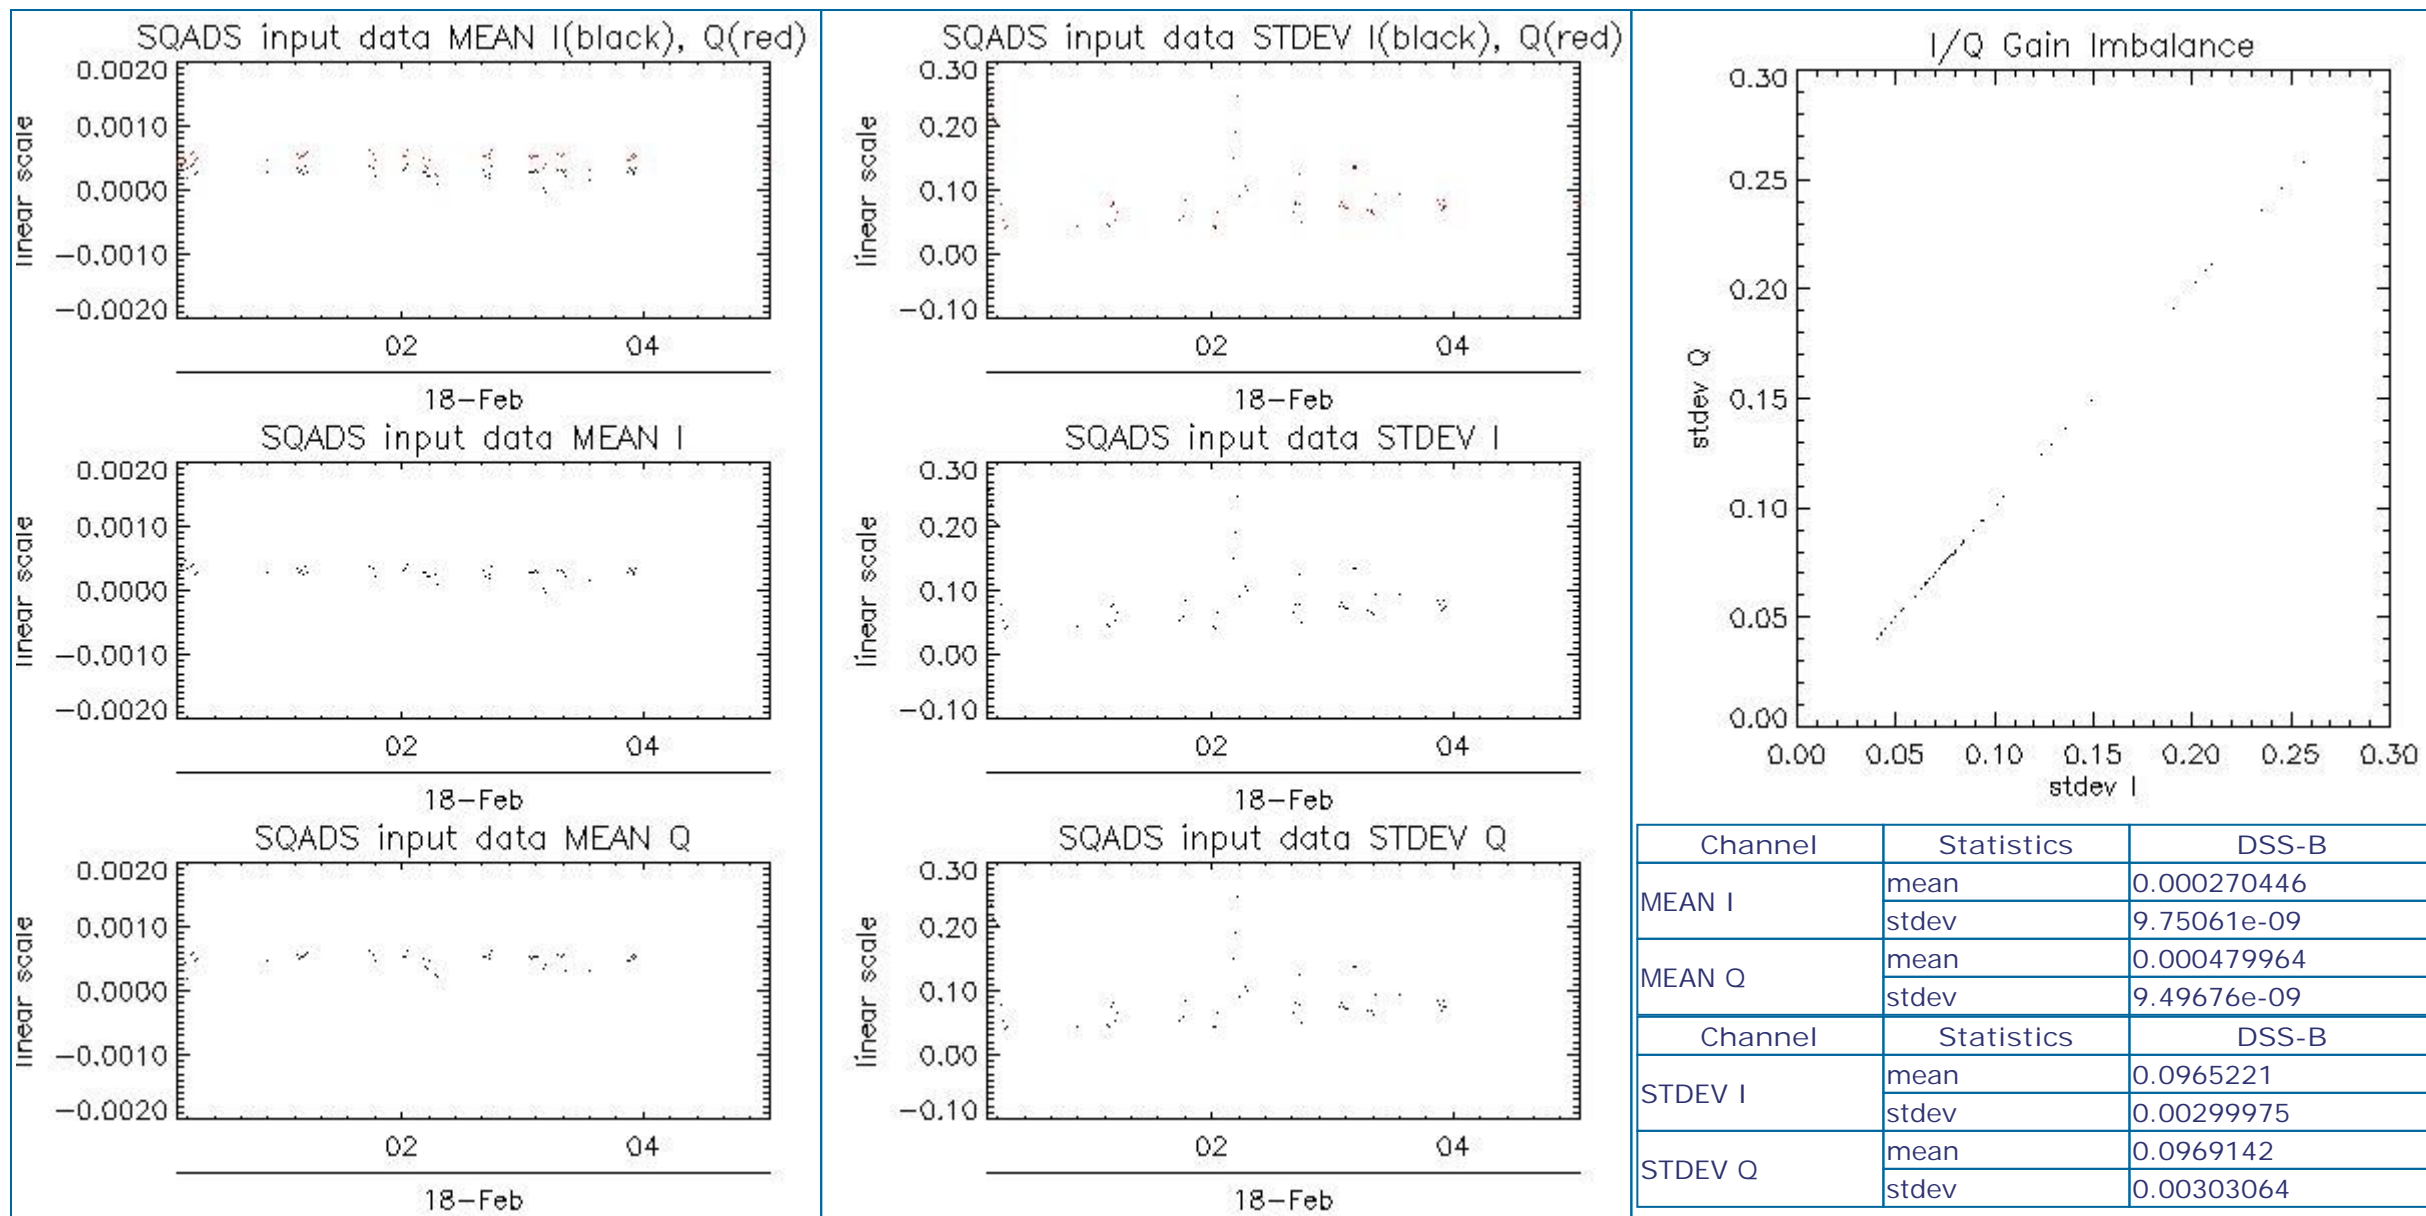 SQADS input data MEAN I(black), Q(red)
0.0020
0.0010
0.0000
-0.0010
-0.0020
linear scale
02 04
18-Feb
SQADS input data MEAN I
0.0020
0.0010
0.0000
-0.0010
-0.0020
linear scale
02 04
18-Feb
SQADS input data MEAN Q
0.0020
0.0010
0.0000
-0.0010
-0.0020
linear scale
02 04
18-Feb
SQADS input data STDEV I(black), Q(red)
0.30
0.20
0.10
0.00
-0.10
linear scale
02 04
18-Feb
SQADS input data STDEV I
0.30
0.20
0.10
0.00
-0.10
linear scale
02 04
18-Feb
SQADS input data STDEV Q
0.30
0.20
0.10
0.00
-0.10
linear scale
02 04
18-Feb
I/Q Gain Imbalance
0.30
0.25
0.20
0.15
0.10
0.05
0.00
stdev Q
0.00 0.05 0.10 0.15 0.20 0.25 0.30
stdev I
Channel Statistics DSS-B
MEAN I mean 0.000270446
stdev 9.75061e-09
MEAN Q mean 0.000479964
stdev 9.49676e-09
Channel Statistics DSS-B
STDEV I mean 0.0965221
stdev 0.00299975
STDEV Q mean 0.0969142
stdev 0.00303064